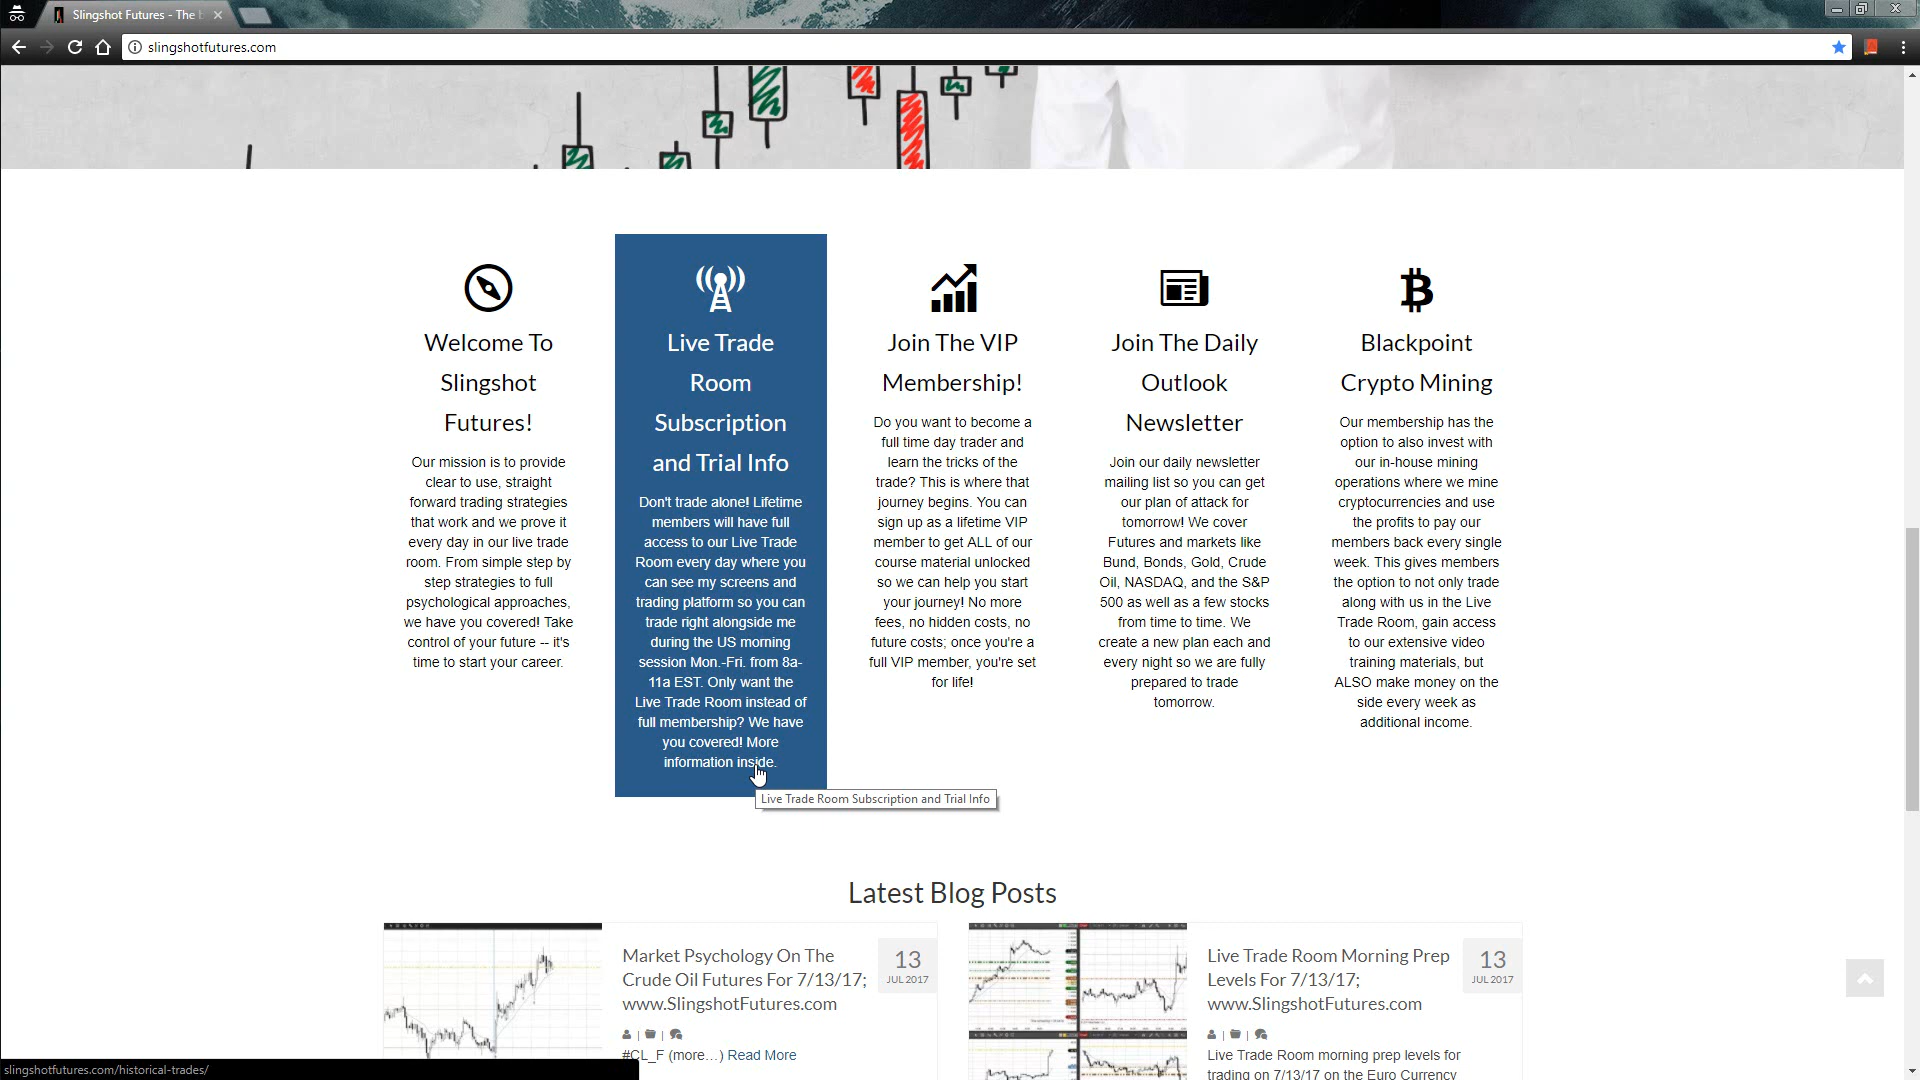 Slingshot Futures - The
slingshotfutures.com
Welcome To
Slingshot
Futures!
Our mission is to provide
clear to use, straight
forward trading strategies
that work and we prove it
every day in our live trade
room. From simple step by
step strategies to full
psychological approaches,
we have you covered! Take
control of your future -- it's
time to start your career.
Live Trade
Room
Subscription
and Trial Info
Don't trade alone! Lifetime
members will have full
access to our Live Trade
Room every day where you
can see my screens and
trading platform so you can
trade right alongside me
during the US morning
session Mon.-Fri. from 8a-
11a EST. Only want the
Live Trade Room instead of
full membership? We have
you covered! More
information inside.
Live Trade Room Subscription and Trial Info
Join The VIP
Membership!
Do you want to become a
full time day trader and
learn the tricks of the
trade? This is where that
journey begins. You can
sign up as a lifetime VIP
member to get ALL of our
course material unlocked
so we can help you start
your journey! No more
fees, no hidden costs, no
future costs; once you're a
full VIP member, you're set
for life!
Join The Daily
Outlook
Newsletter
Join our daily newsletter
mailing list so you can get
our plan of attack for
tomorrow! We cover
Futures and markets like
Bund, Bonds, Gold, Crude
Oil, NASDAQ, and the S&P
500 as well as a few stocks
from time to time. We
create a new plan each and
every night so we are fully
prepared to trade
tomorrow.
Blackpoint
Crypto Mining
Our membership has the
option to also invest with
our in-house mining
operations where we mine
cryptocurrencies and use
the profits to pay our
members back every single
week. This gives members
the option to not only trade
along with us in the Live
Trade Room, gain access
to our extensive video
training materials, but
ALSO make money on the
side every week as
additional income.
Latest Blog Posts
Market Psychology On The
Crude Oil Futures For 7/13/17;
www.SlingshotFutures.com
13
JUL 2017
#CL_F (more…) Read More
Live Trade Room Morning Prep
Levels For 7/13/17;
www.SlingshotFutures.com
13
JUL 2017
Live Trade Room morning prep levels for
trading on 7/13/17 on the Euro Currency
slingshotfutures.com/historical-trades/